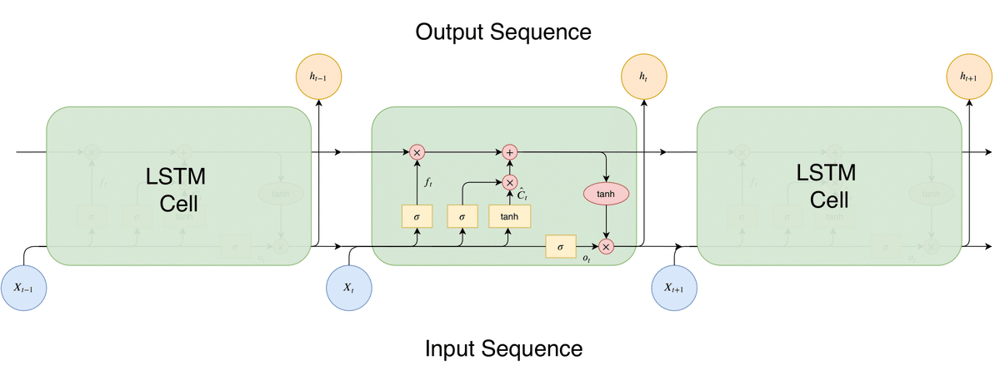 Output Sequence
h_{t-1}
h_t
h_{t+1}
LSTM
Cell
×
+
f_t
×
Ĉ_t
tanh
σ
σ
tanh
σ
×
o_t
LSTM
Cell
X_{t-1}
X_t
X_{t+1}
Input Sequence